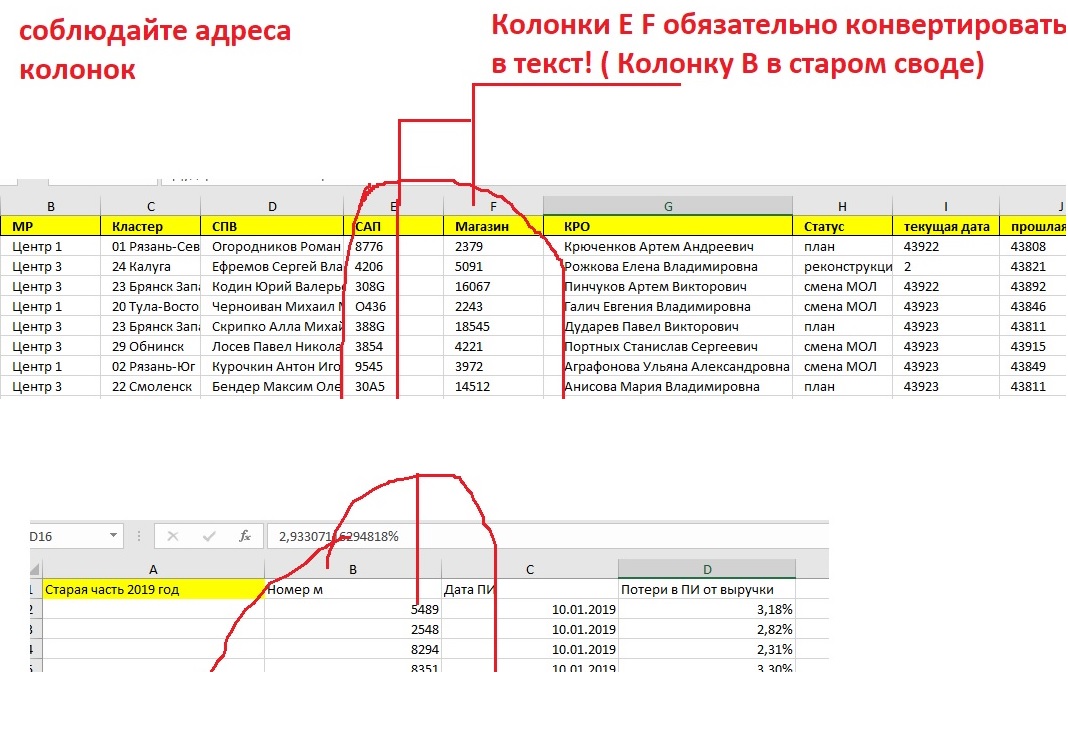 соблюдайте адреса
колонок
Колонки E F обязательно конвертировать
в текст! ( Колонку B в старом своде)
B C D E F G H I J
МР Кластер СПВ САП Магазин КРО Статус текущая дата прошлая
Центр 1 01 Рязань-Сев Огородников Роман 8776 2379 Крюченков Артем Андреевич план 43922 43808
Центр 3 24 Калуга Ефремов Сергей Вла 4206 5091 Рожкова Елена Владимировна реконструкци 2 43821
Центр 3 23 Брянск Запа Кодин Юрий Валерь 308G 16067 Пинчуков Артем Викторович смена МОЛ 43922 43892
Центр 1 20 Тула-Восто Черноиван Михаил O436 2243 Галич Евгения Владимировна смена МОЛ 43923 43846
Центр 3 23 Брянск Запа Скрипко Алла Михай 388G 18545 Дударев Павел Викторович план 43923 43811
Центр 3 29 Обнинск Лосев Павел Никола 3854 4221 Портных Станислав Сергеевич смена МОЛ 43923 43915
Центр 1 02 Рязань-Юг Курочкин Антон Иго 9545 3972 Аграфонова Ульяна Александровна смена МОЛ 43923 43849
Центр 3 22 Смоленск Бендер Максим Оле 30A5 14512 Анисова Мария Владимировна план 43923 43811
D16 fx 2,93307116294818%
A B C D
1 Старая часть 2019 год Номер м Дата ПИ Потери в ПИ от выручки
2 5489 10.01.2019 3,18%
3 2548 10.01.2019 2,82%
4 8294 10.01.2019 2,31%
5 8351 10.01.2019 3,30%